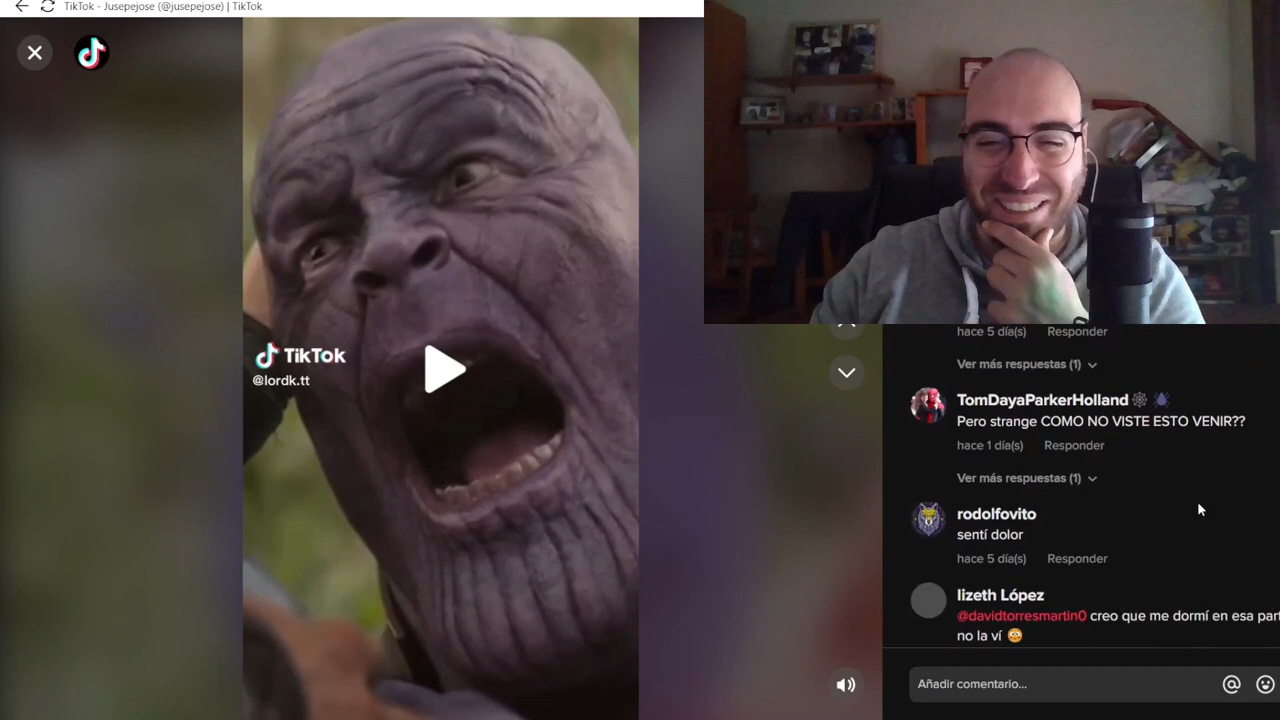 TikTok - Jusepejose (@jusepejose) | TikTok
TikTok
@lordk.tt
hace 5 día(s) Responder
Ver más respuestas (1)
TomDayaParkerHolland
Pero strange COMO NO VISTE ESTO VENIR??
hace 1 día(s) Responder
Ver más respuestas (1)
rodolfovito
sentí dolor
hace 5 día(s) Responder
lizeth López
@davidtorresmartin0 creo que me dormí en esa part
no la ví
Añadir comentario...